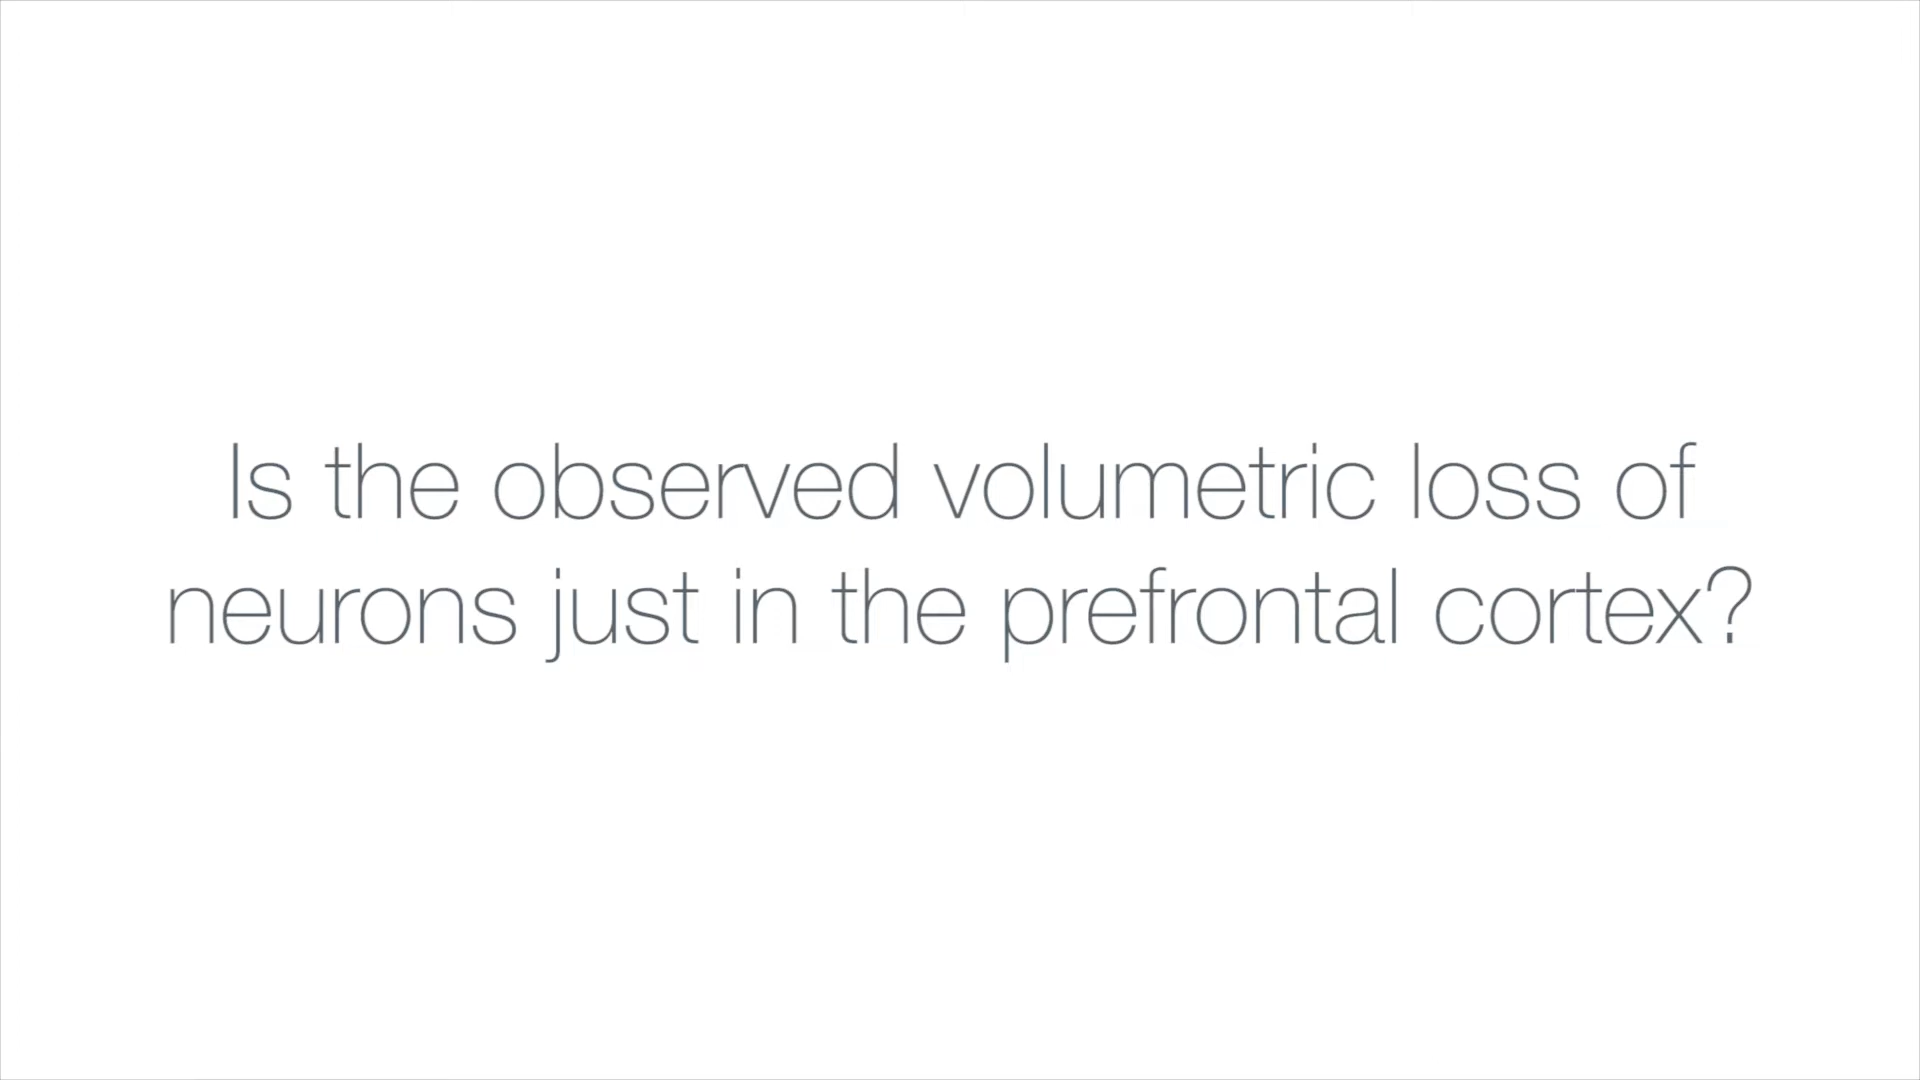 Is the observed volumetric loss of
neurons just in the prefrontal cortex?